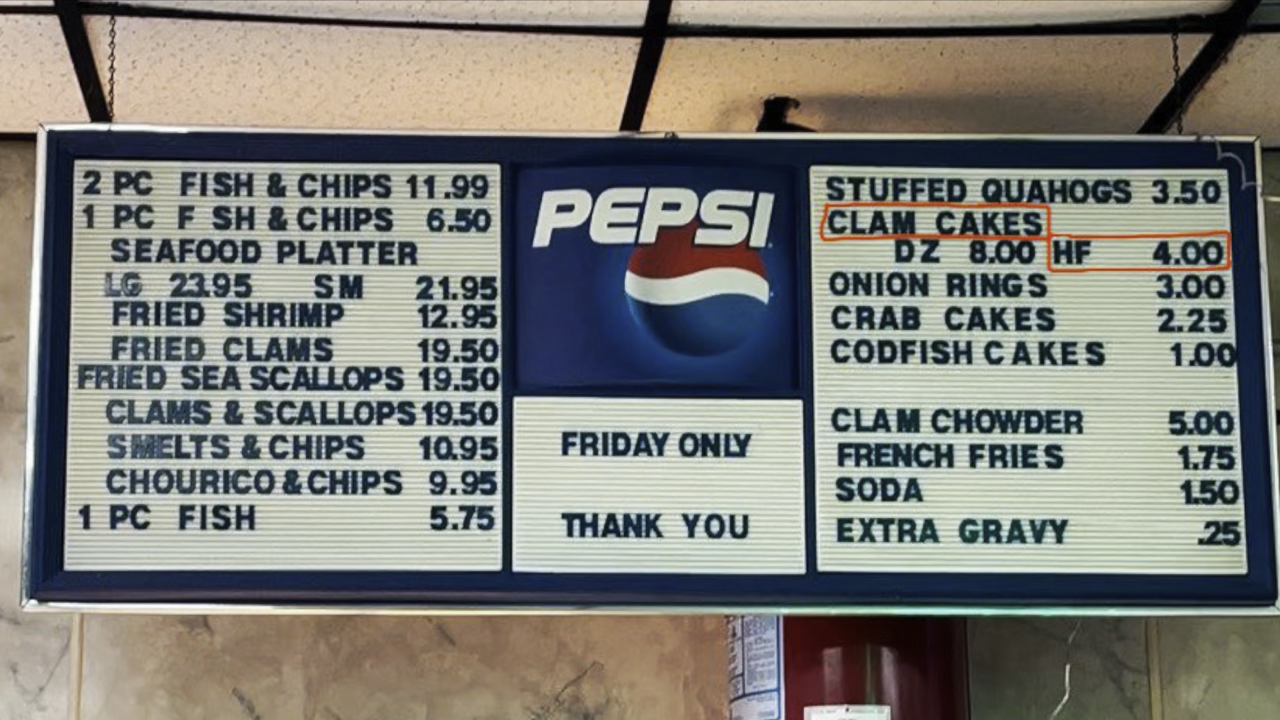 2 PC FISH & CHIPS 11.99
1 PC F SH & CHIPS 6.50
SEAFOOD PLATTER
LG 23.95 SM 21.95
FRIED SHRIMP 12.95
FRIED CLAMS 19.50
FRIED SEA SCALLOPS 19.50
CLAMS & SCALLOPS 19.50
SMELTS & CHIPS 10.95
CHOURICO & CHIPS 9.95
1 PC FISH 5.75
PEPSI
FRIDAY ONLY
THANK YOU
STUFFED QUAHOGS 3.50
CLAM CAKES
DZ 8.00 HF 4.00
ONION RINGS 3.00
CRAB CAKES 2.25
CODFISH CAKES 1.00
CLAM CHOWDER 5.00
FRENCH FRIES 1.75
SODA 1.50
EXTRA GRAVY .25